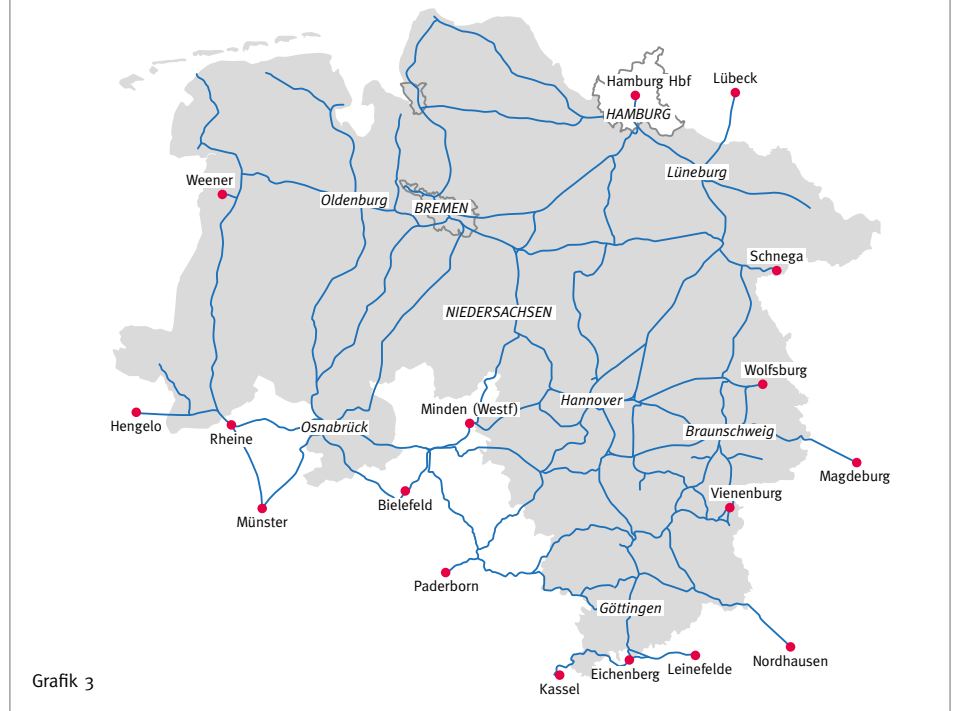 Hamburg Hbf
Lübeck
HAMBURG
Lüneburg
Weener
Oldenburg
BREMEN
Schnega
NIEDERSACHSEN
Wolfsburg
Hannover
Minden (Westf)
Hengelo
Rheine
Osnabrück
Braunschweig
Magdeburg
Vienenburg
Bielefeld
Münster
Paderborn
Göttingen
Nordhausen
Leinefelde
Eichenberg
Kassel
Grafik 3